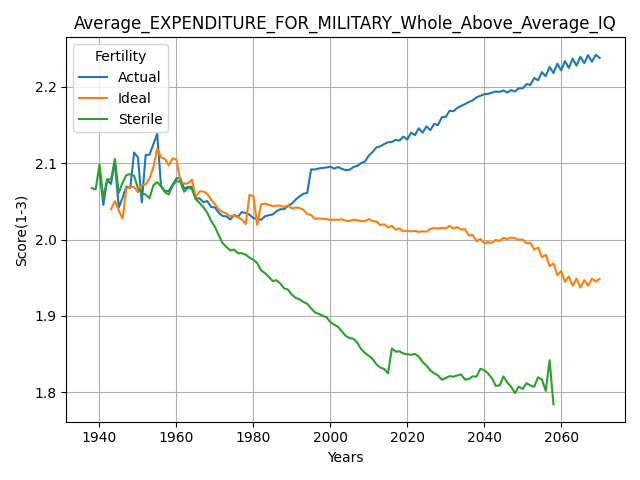 Average_EXPENDITURE_FOR_MILITARY_Whole_Above_Average_IQ
Fertility
Actual
Ideal
Sterile
Score(1-3)
2.2
2.1
2.0
1.9
1.8
1940 1960 1980 2000 2020 2040 2060
Years